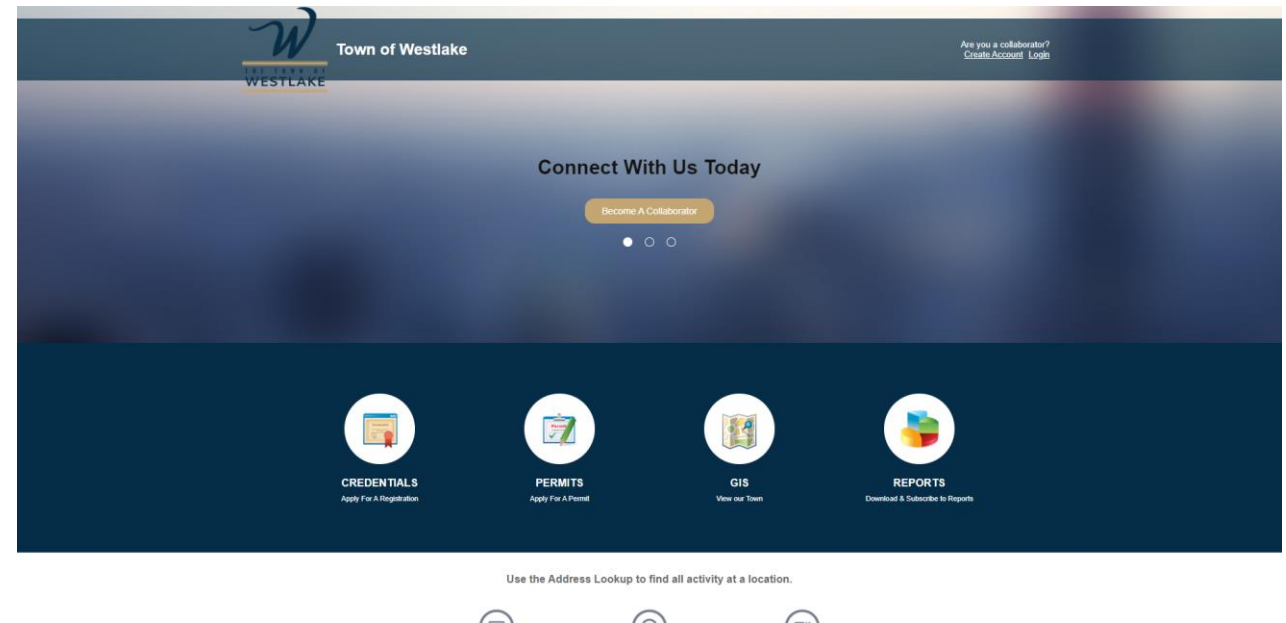 THE TOWN OF
WESTLAKE
Town of Westlake
Are you a collaborator?
Create Account Login
Connect With Us Today
Become A Collaborator
CREDENTIALS
Apply For A Registration
PERMITS
Apply For A Permit
GIS
View our Town
REPORTS
Download & Subscribe to Reports
Use the Address Lookup to find all activity at a location.